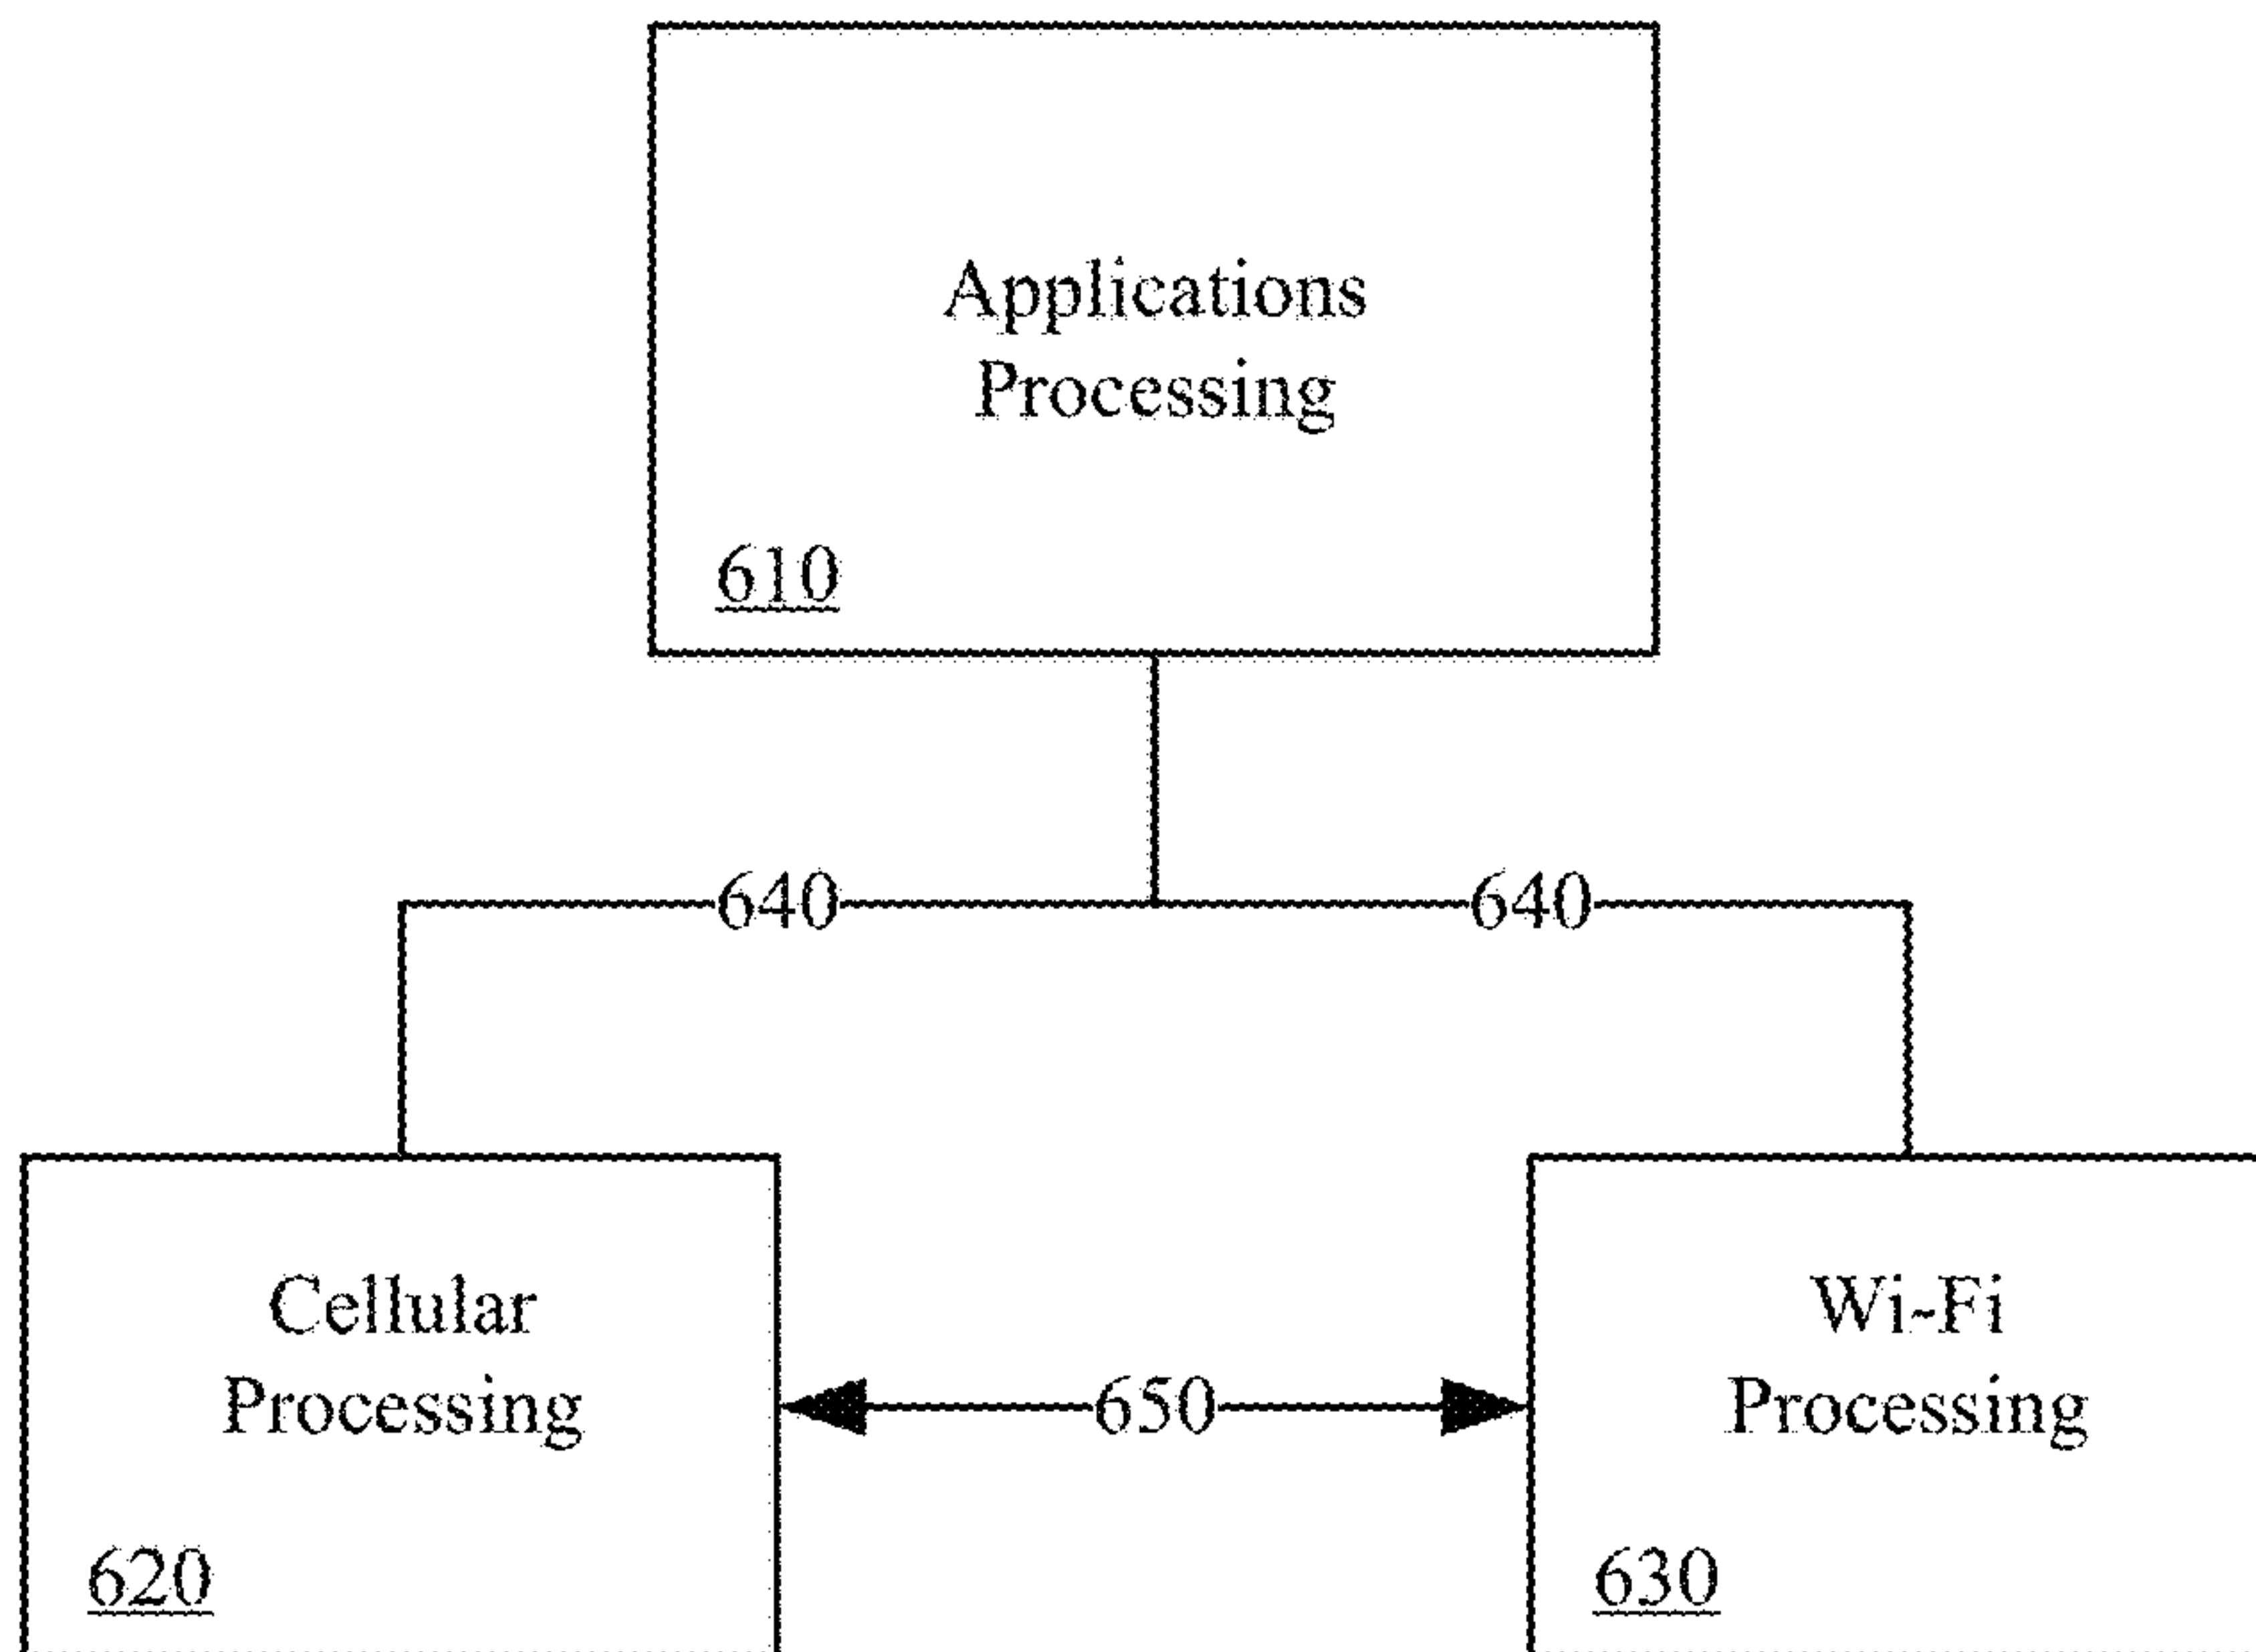 Applications
Processing
610
640
640
Cellular
Processing
620
650
Wi-Fi
Processing
630